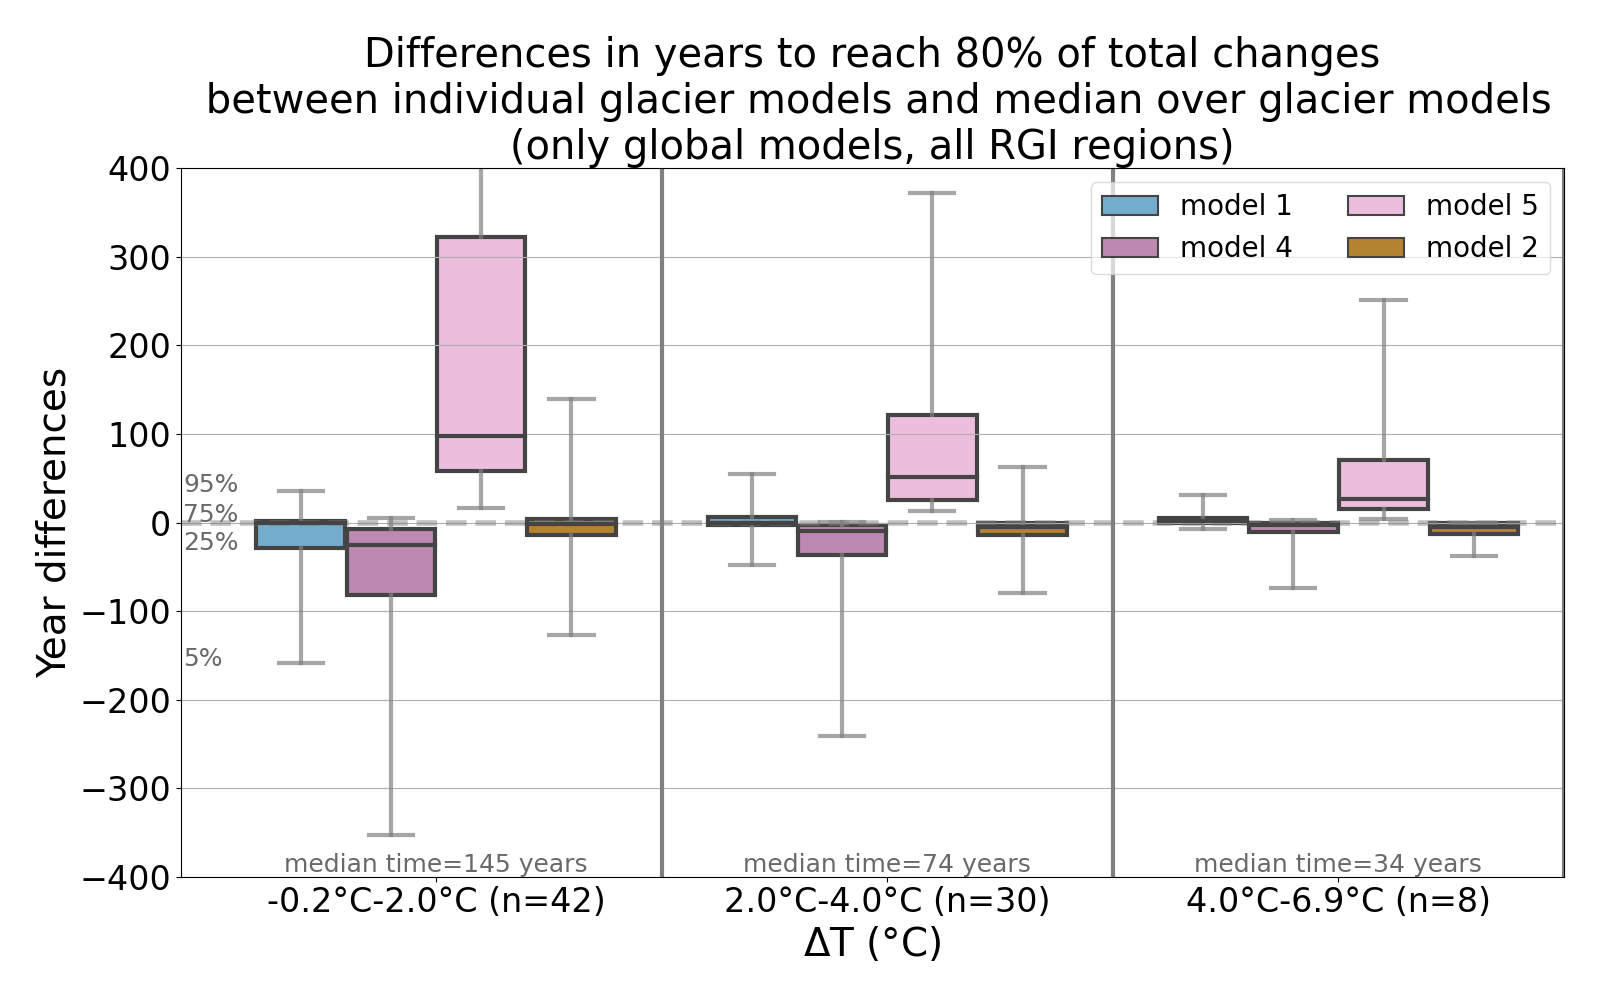 Differences in years to reach 80% of total changes
between individual glacier models and median over glacier models
(only global models, all RGI regions)
400
300
200
100
0
−100
−200
−300
−400
Year differences
95%
75%
25%
5%
model 1
model 5
model 4
model 2
median time=145 years
median time=74 years
median time=34 years
-0.2°C-2.0°C (n=42)
2.0°C-4.0°C (n=30)
4.0°C-6.9°C (n=8)
ΔT (°C)